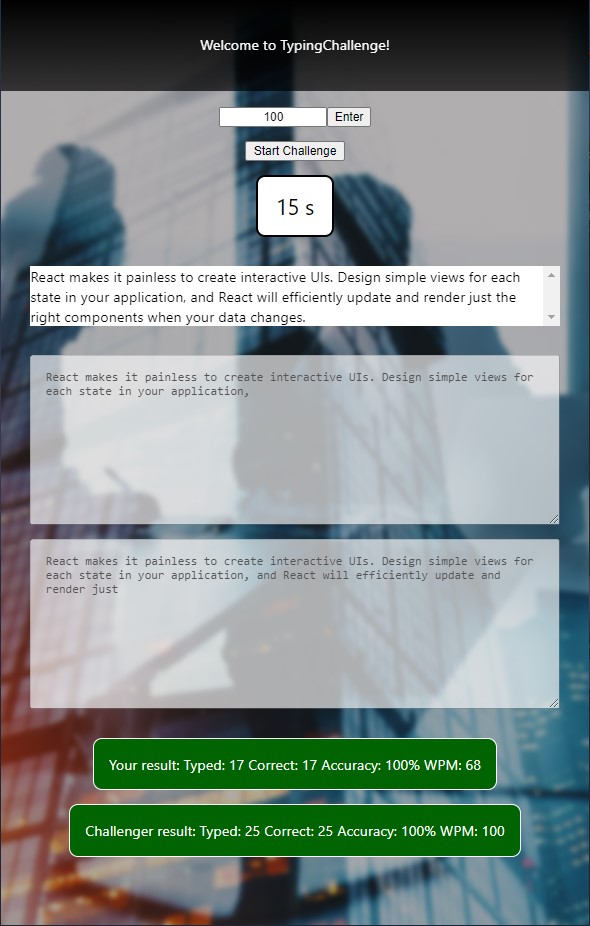 Welcome to TypingChallenge!
100 Enter
Start Challenge
15 s
React makes it painless to create interactive UIs. Design simple views for each
state in your application, and React will efficiently update and render just the
right components when your data changes.
React makes it painless to create interactive UIs. Design simple views for
each state in your application,
React makes it painless to create interactive UIs. Design simple views for
each state in your application, and React will efficiently update and
render just
Your result: Typed: 17 Correct: 17 Accuracy: 100% WPM: 68
Challenger result: Typed: 25 Correct: 25 Accuracy: 100% WPM: 100